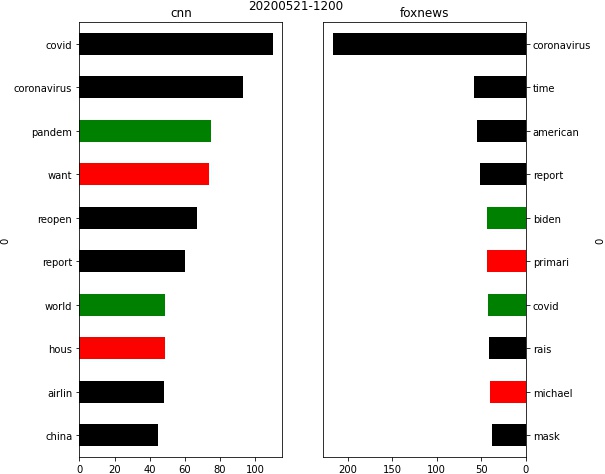 20200521-1200
cnn
foxnews
covid
coronavirus
pandem
want
reopen
report
world
hous
airlin
china
0
0 20 40 60 80 100
coronavirus
time
american
report
biden
primari
covid
rais
michael
mask
0
200 150 100 50 0